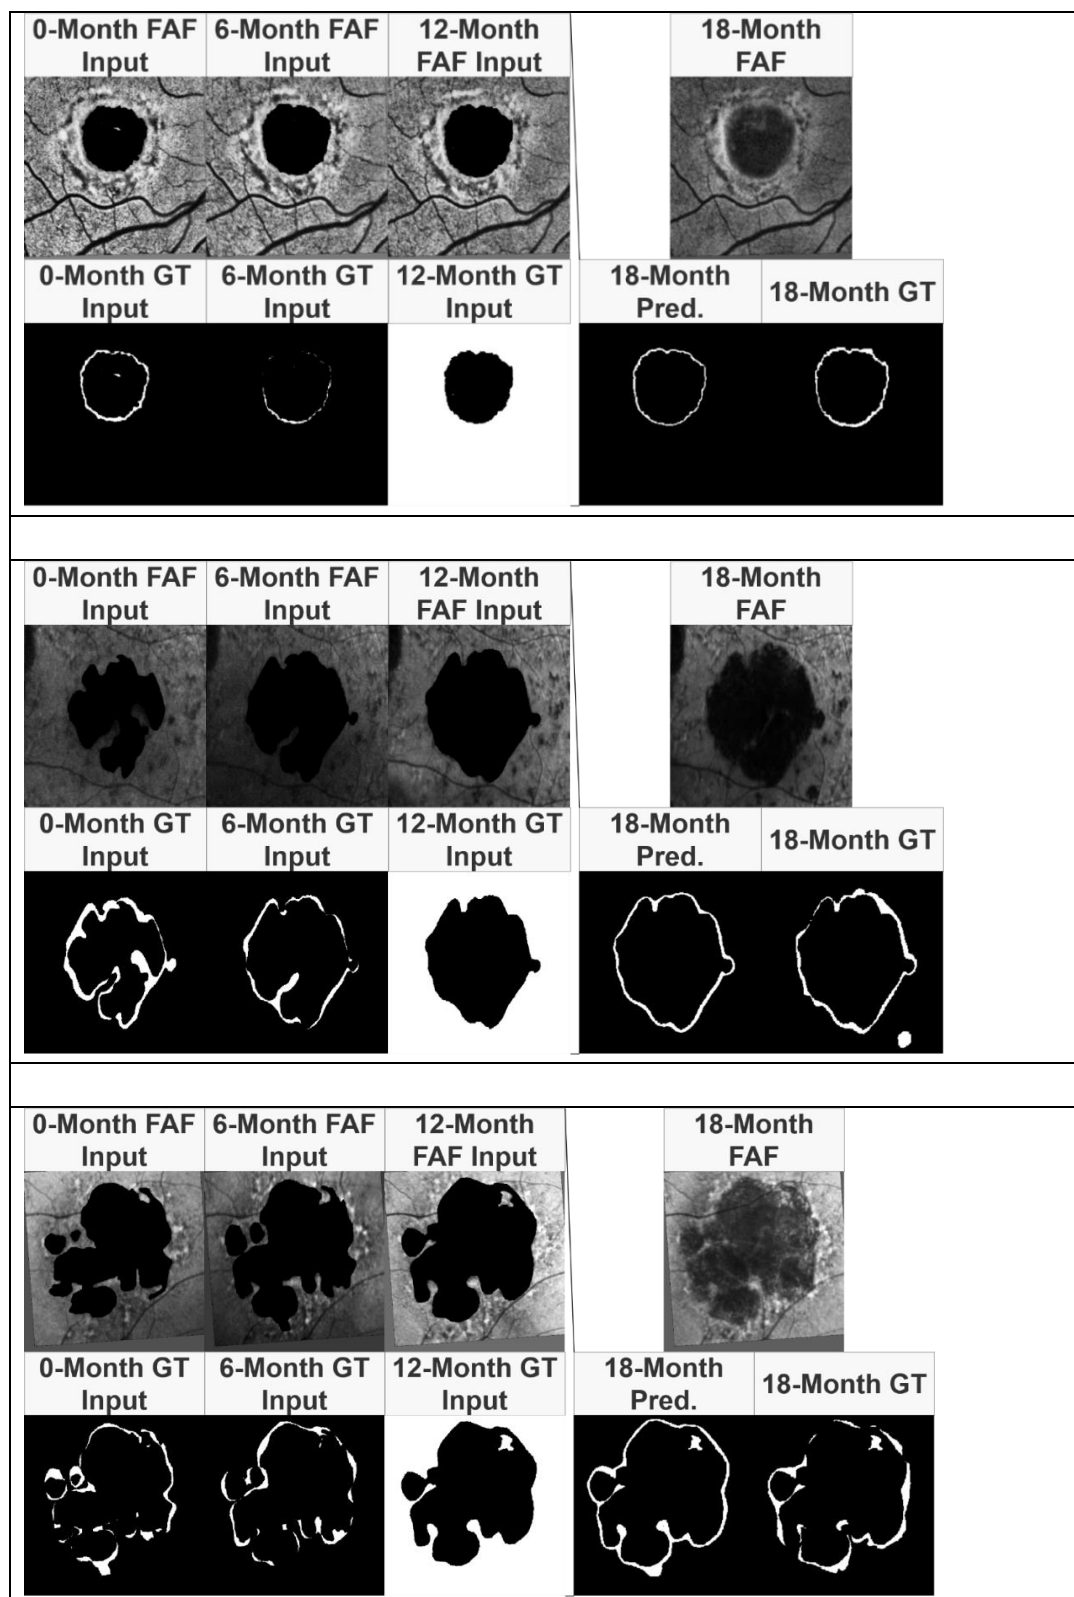 0-Month FAF
Input
6-Month FAF
Input
12-Month
FAF Input
18-Month
FAF
0-Month GT
Input
6-Month GT
Input
12-Month GT
Input
18-Month
Pred.
18-Month GT
0-Month FAF
Input
6-Month FAF
Input
12-Month
FAF Input
18-Month
FAF
0-Month GT
Input
6-Month GT
Input
12-Month GT
Input
18-Month
Pred.
18-Month GT
0-Month FAF
Input
6-Month FAF
Input
12-Month
FAF Input
18-Month
FAF
0-Month GT
Input
6-Month GT
Input
12-Month GT
Input
18-Month
Pred.
18-Month GT